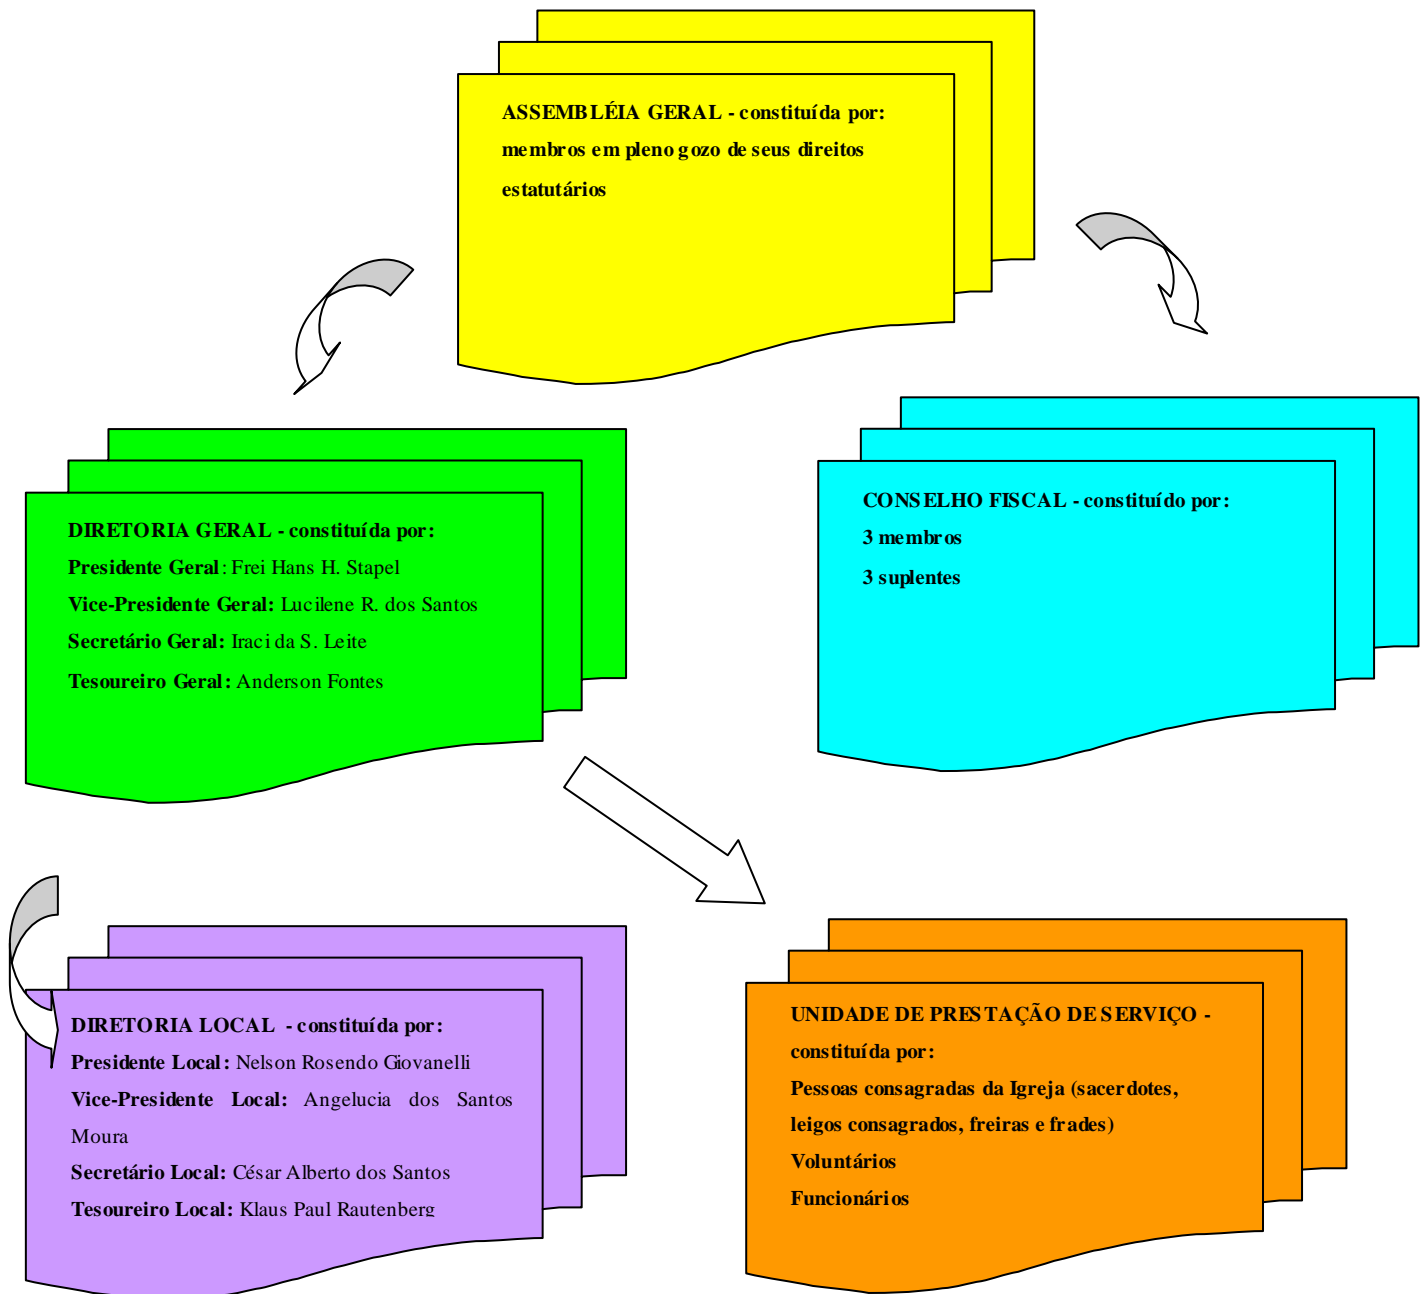 ASSEMBLÉIA GERAL - constituída por:
membros em pleno gozo de seus direitos
estatutários
DIRETORIA GERAL - constituída por:
Presidente Geral: Frei Hans H. Stapel
Vice-Presidente Geral: Lucilene R. dos Santos
Secretário Geral: Iraci da S. Leite
Tesoureiro Geral: Anderson Fontes
CONSELHO FISCAL - constituído por:
3 membros
3 suplentes
DIRETORIA LOCAL - constituída por:
Presidente Local: Nelson Rosendo Giovanelli
Vice-Presidente Local: Angelucia dos Santos
Moura
Secretário Local: César Alberto dos Santos
Tesoureiro Local: Klaus Paul Rautenberg
UNIDADE DE PRESTAÇÃO DE SERVIÇO -
constituída por:
Pessoas consagradas da Igreja (sacerdotes,
leigos consagrados, freiras e frades)
Voluntários
Funcionários